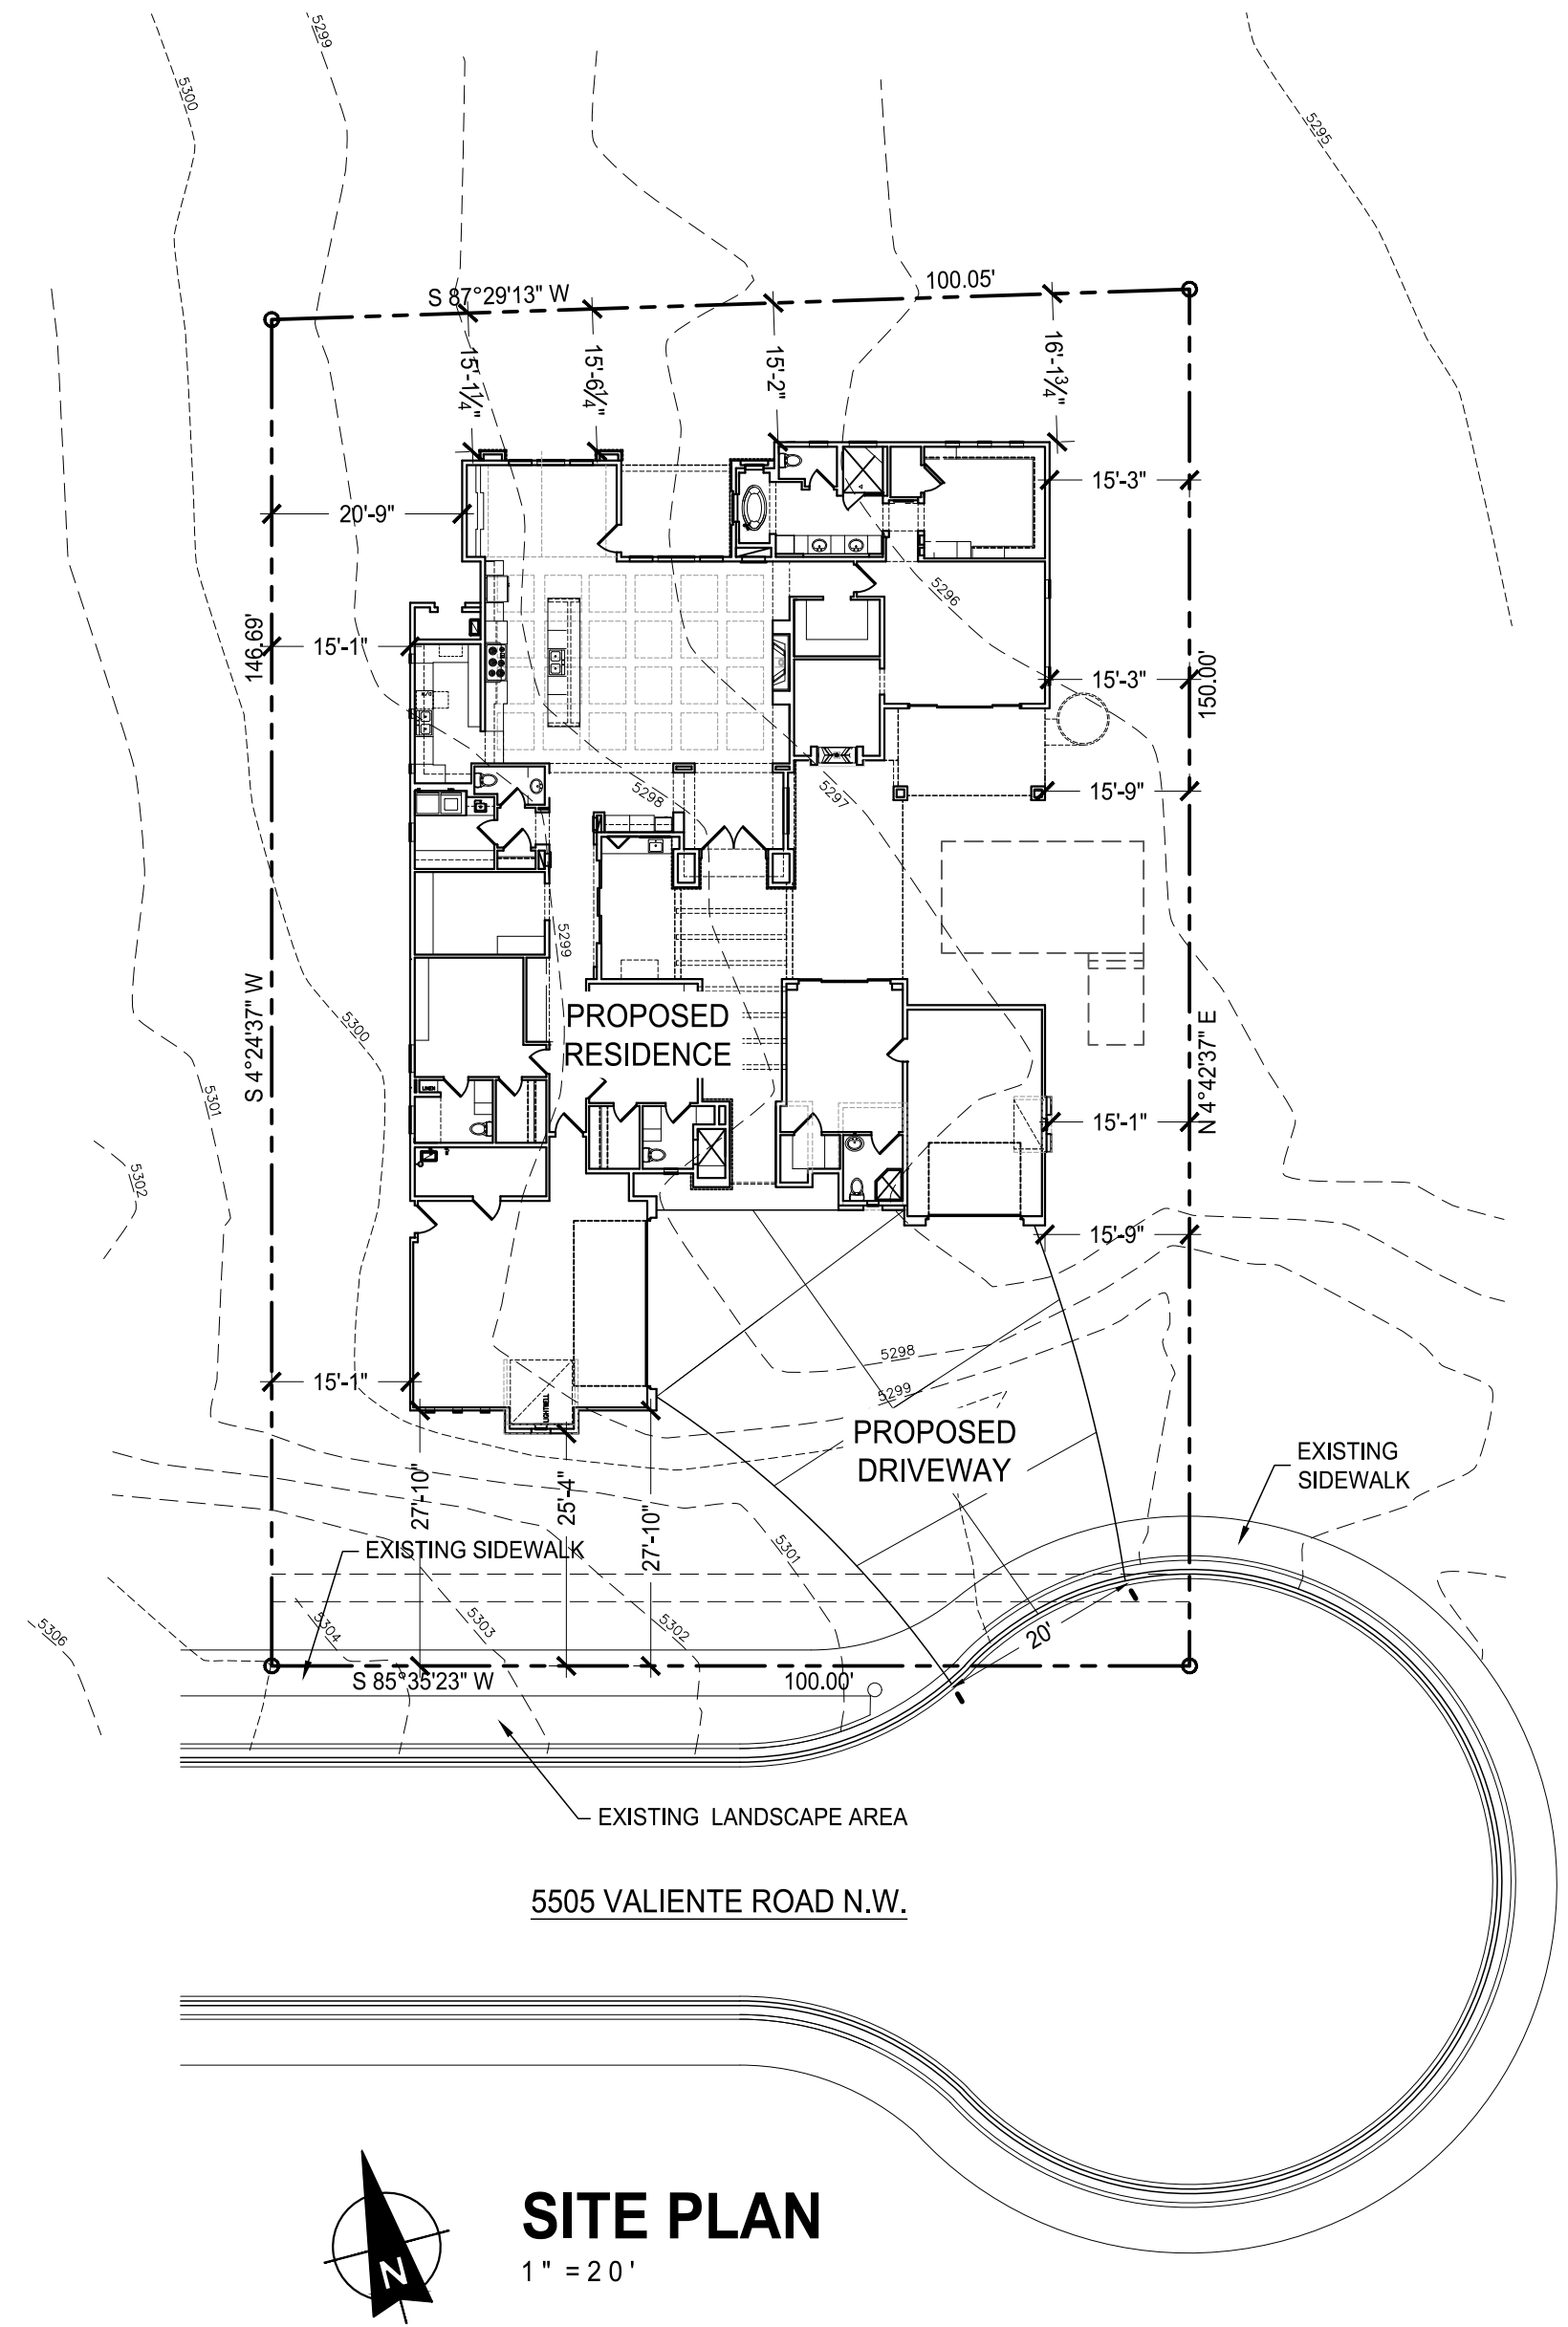 5299
5300
5295
S 87°29'13" W
100.05'
15'-1¼"
15'-6¼"
15'-2"
16'-1¾"
15'-3"
20'-9"
5296
146.69'
15'-1"
15'-3"
150.00'
5298
5297
15'-9"
5299
S 4°24'37" W
5300
PROPOSED
RESIDENCE
N 4°42'37" E
5301
LINEN
15'-1"
5302
15'-9"
5298
5299
15'-1"
LIGHTWELL
PROPOSED
DRIVEWAY
EXISTING
SIDEWALK
27'-10"
25'-4"
27'-10"
EXISTING SIDEWALK
5301
5306
5304
5303
5302
20'
S 85°35'23" W
100.00'
EXISTING LANDSCAPE AREA
5505 VALIENTE ROAD N.W.
N
SITE PLAN
1" =20'